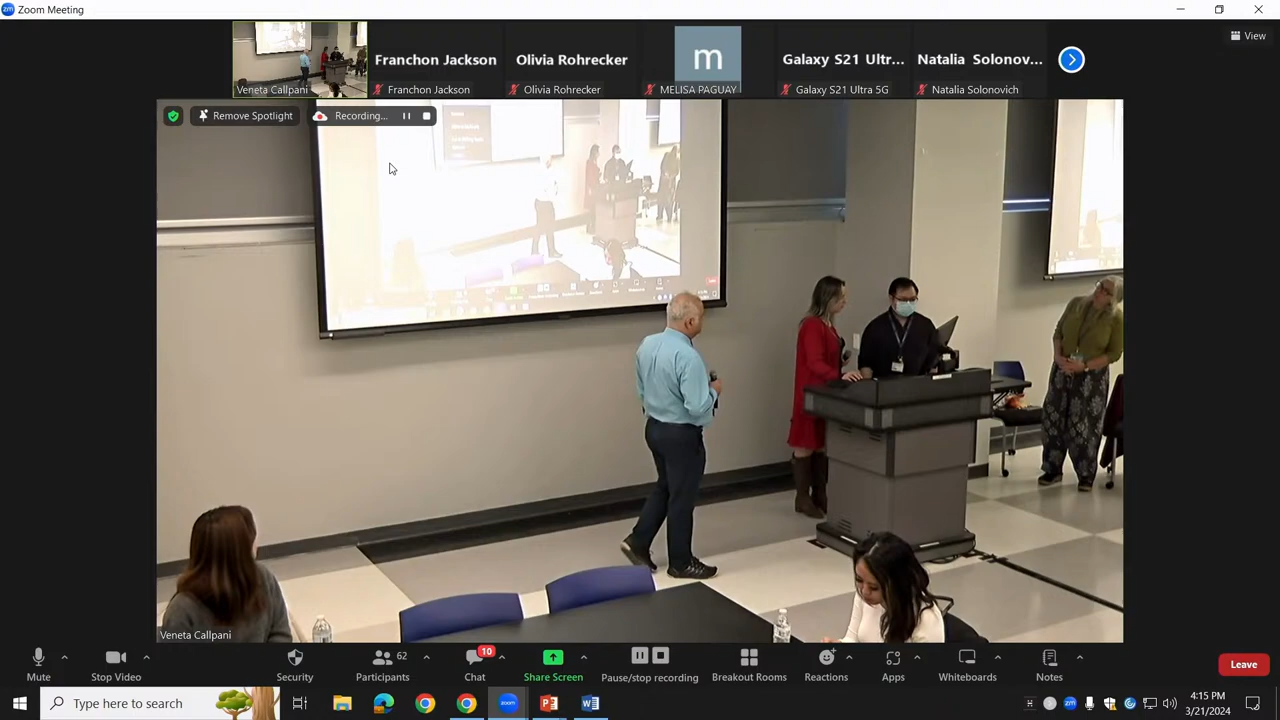 Zoom Meeting
Franchon Jackson
Olivia Rohrecker
m
Galaxy S21 Ultr...
Natalia Solonov...
View
Veneta Callpani
Franchon Jackson
Olivia Rohrecker
MELISA PAGUAY
Galaxy S21 Ultra 5G
Natalia Solonovich
Remove Spotlight
Recording...
Veneta Callpani
62
10
Mute
Stop Video
Security
Participants
Chat
Share Screen
Pause/stop recording
Breakout Rooms
Reactions
Apps
Whiteboards
Notes
Leave
Type here to search
4:15 PM
3/21/2024